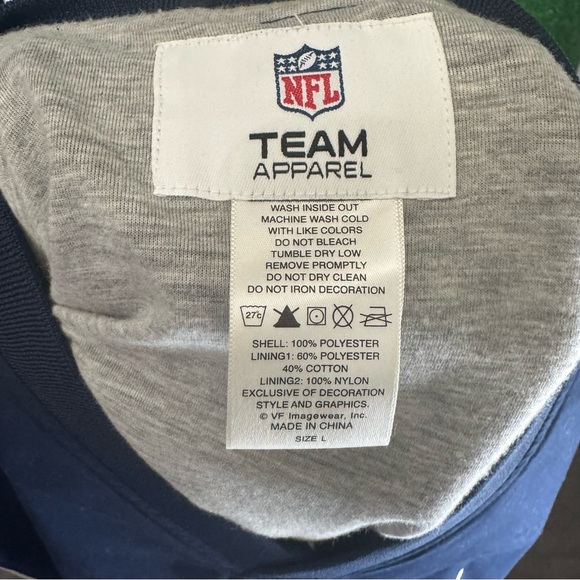 NFL
TEAM
APPAREL
WASH INSIDE OUT
MACHINE WASH COLD
WITH LIKE COLORS
DO NOT BLEACH
TUMBLE DRY LOW
REMOVE PROMPTLY
DO NOT DRY CLEAN
DO NOT IRON DECORATION
27c
SHELL: 100% POLYESTER
LINING1: 60% POLYESTER
40% COTTON
LINING2: 100% NYLON
EXCLUSIVE OF DECORATION
STYLE AND GRAPHICS.
© VF Imagewear, Inc.
MADE IN CHINA
SIZE L